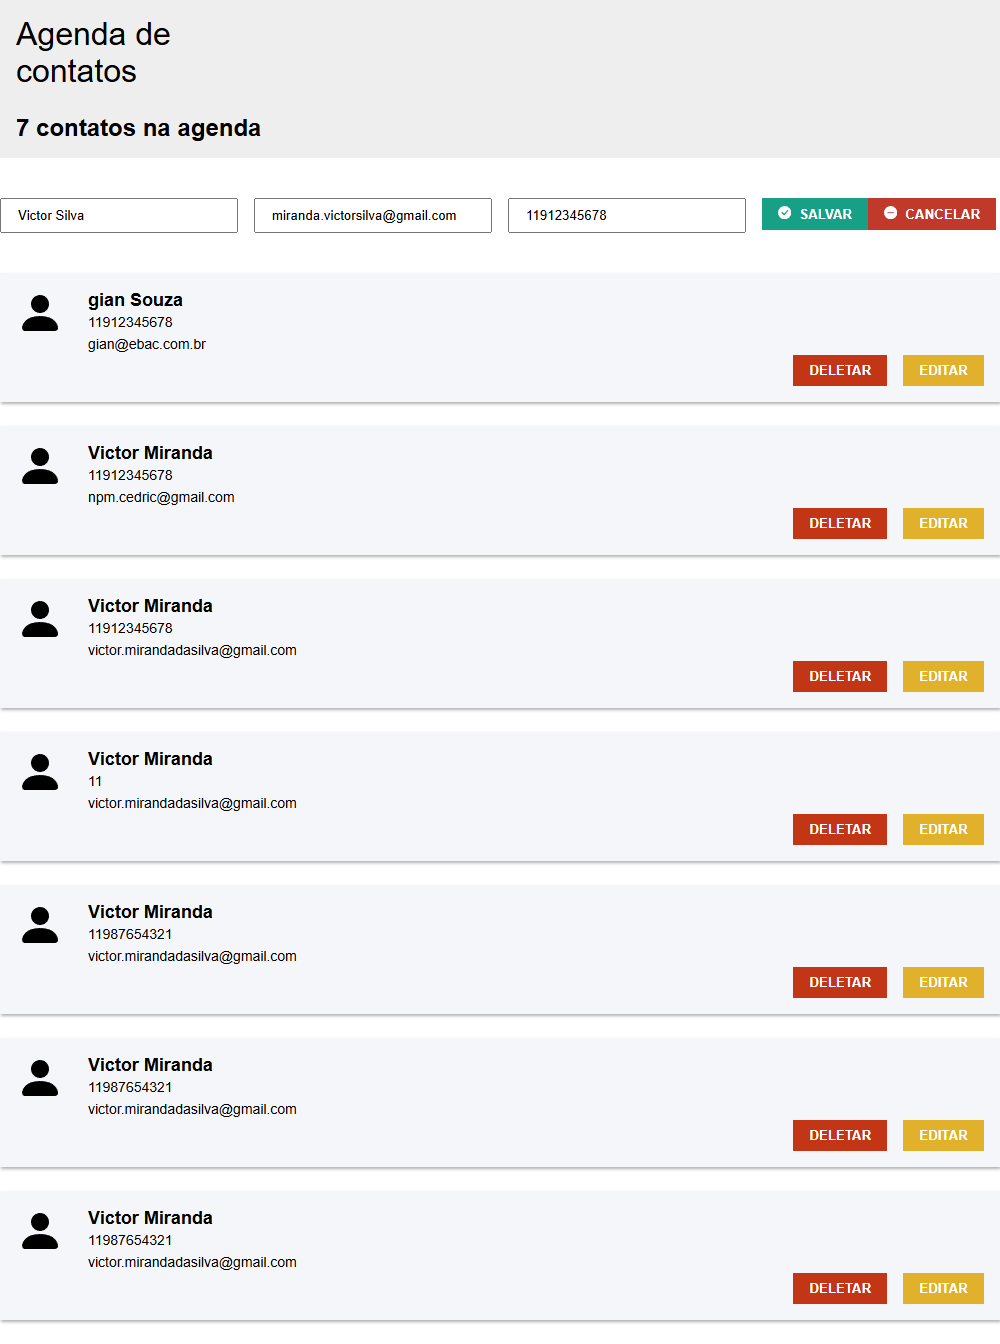 Agenda de
contatos
7 contatos na agenda
Victor Silva miranda.victorsilva@gmail.com 11912345678 SALVAR CANCELAR
gian Souza
11912345678
gian@ebac.com.br
DELETAR EDITAR
Victor Miranda
11912345678
npm.cedric@gmail.com
DELETAR EDITAR
Victor Miranda
11912345678
victor.mirandadasilva@gmail.com
DELETAR EDITAR
Victor Miranda
11
victor.mirandadasilva@gmail.com
DELETAR EDITAR
Victor Miranda
11987654321
victor.mirandadasilva@gmail.com
DELETAR EDITAR
Victor Miranda
11987654321
victor.mirandadasilva@gmail.com
DELETAR EDITAR
Victor Miranda
11987654321
victor.mirandadasilva@gmail.com
DELETAR EDITAR